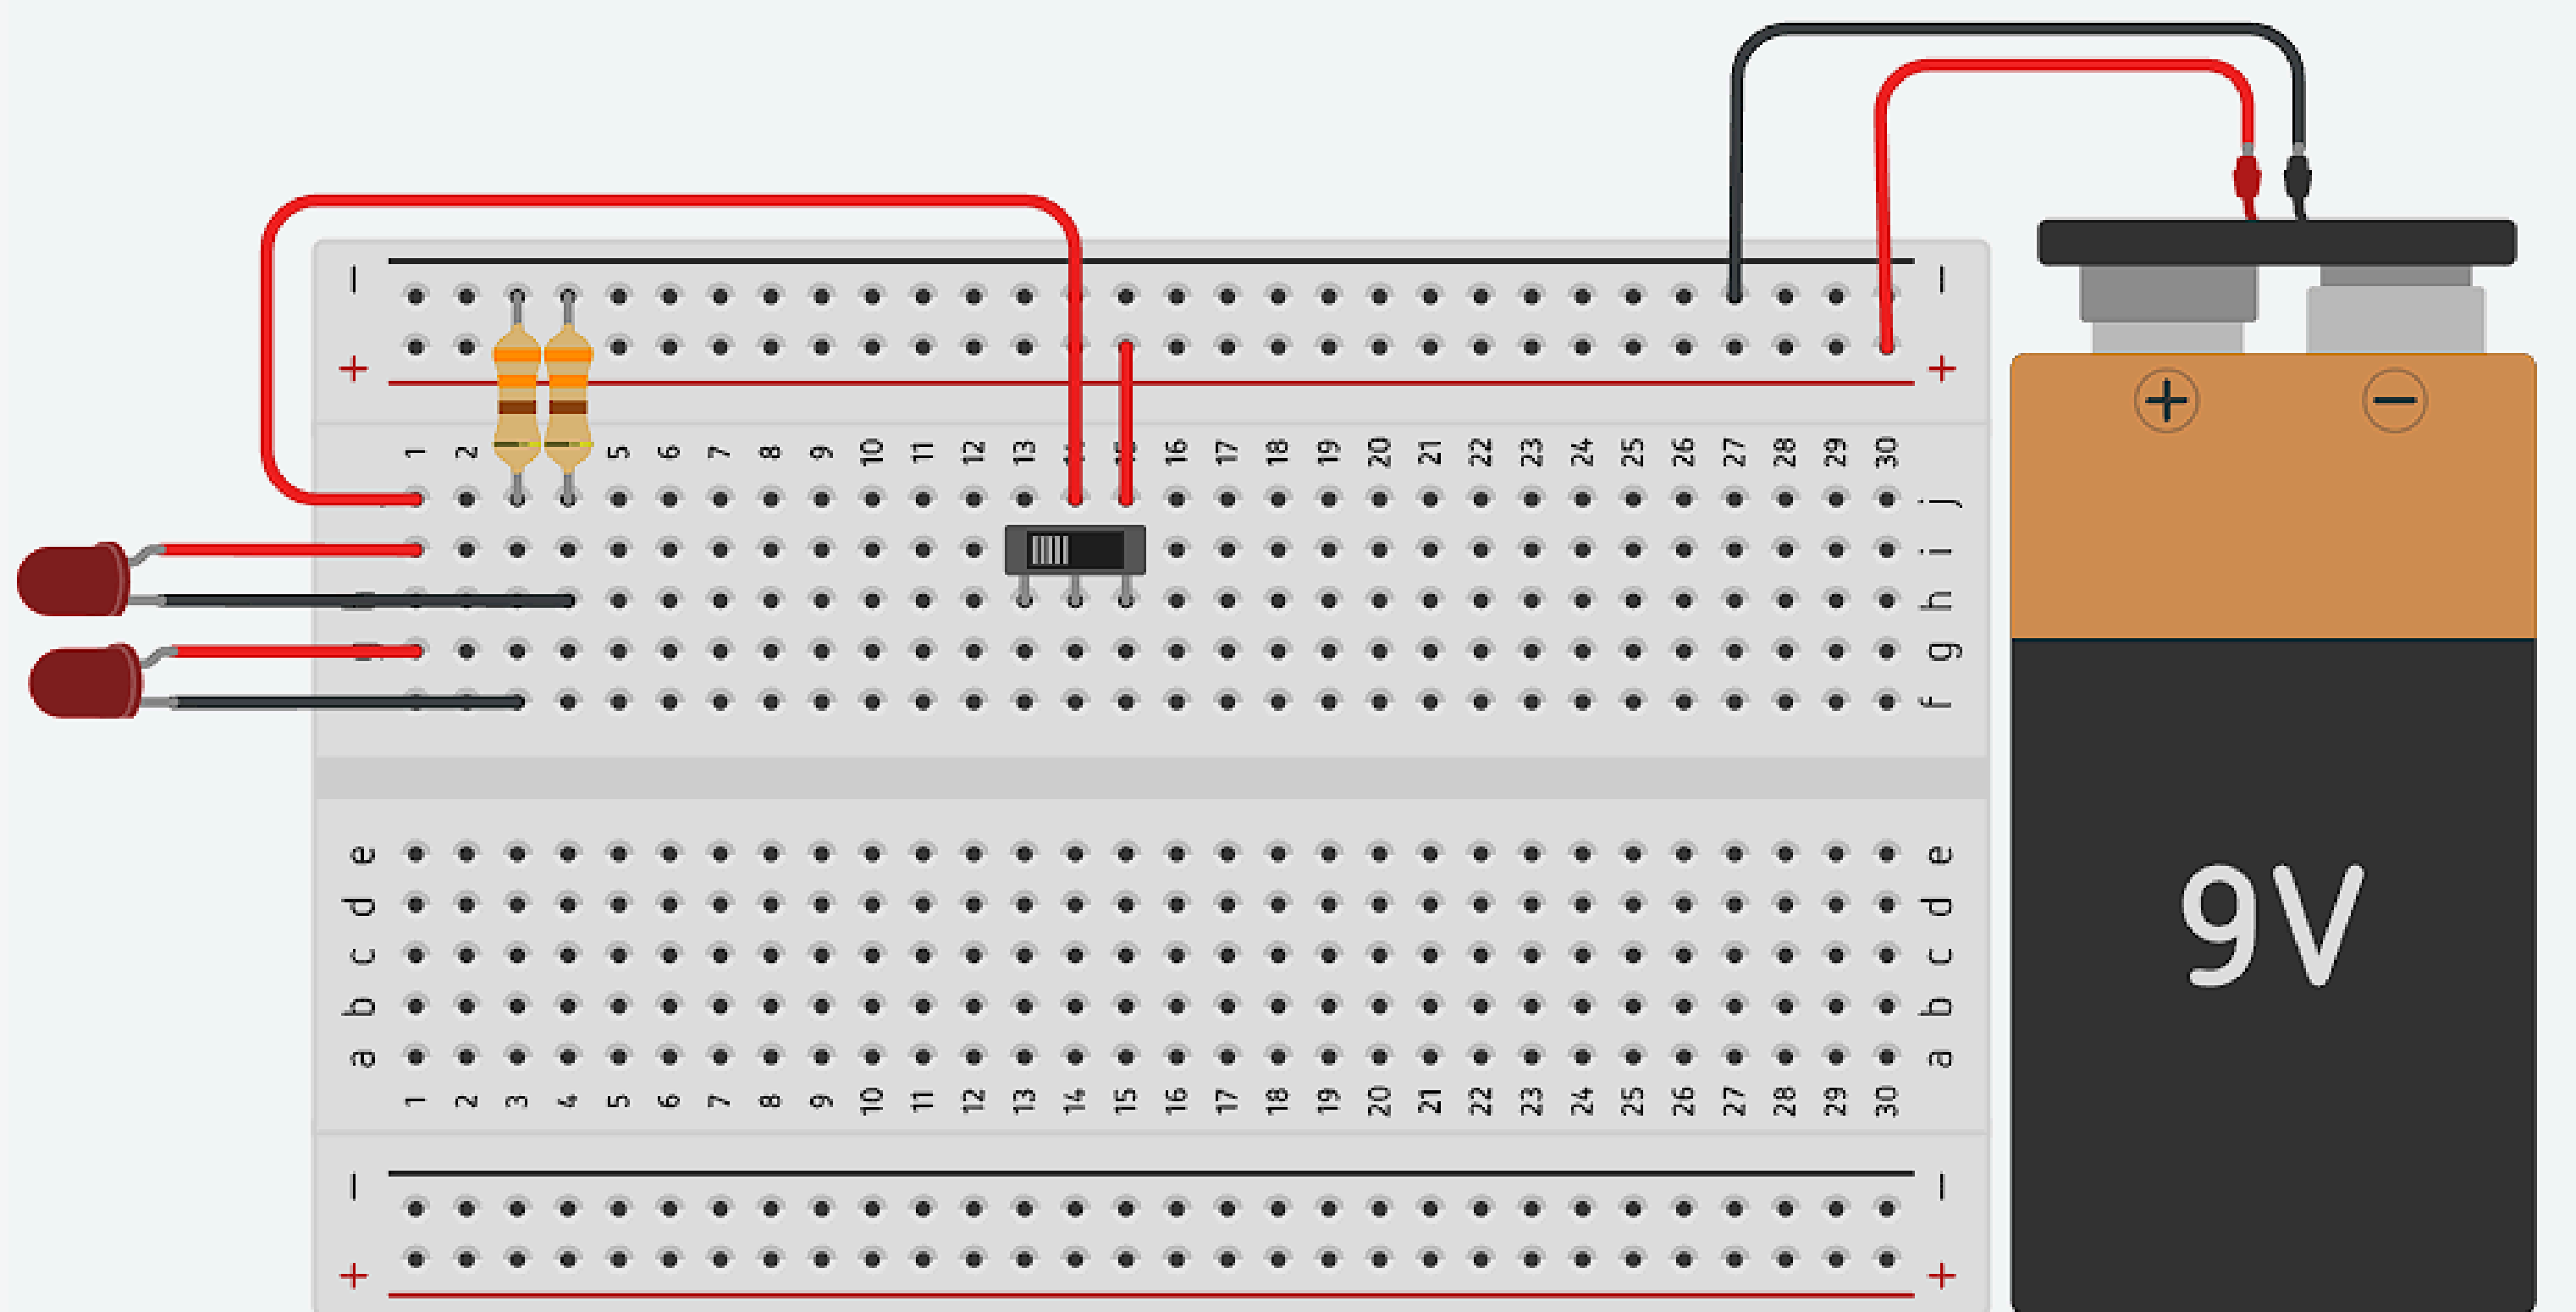 − −
+ +
1 2 5 6 7 8 9 10 11 12 13 16 17 18 19 20 21 22 23 24 25 26 27 28 29 30
j
i
h
g
f
e e
d d
c c
b b
a a
1 2 3 4 5 6 7 8 9 10 11 12 13 14 15 16 17 18 19 20 21 22 23 24 25 26 27 28 29 30
− −
+ +
+ −
9V